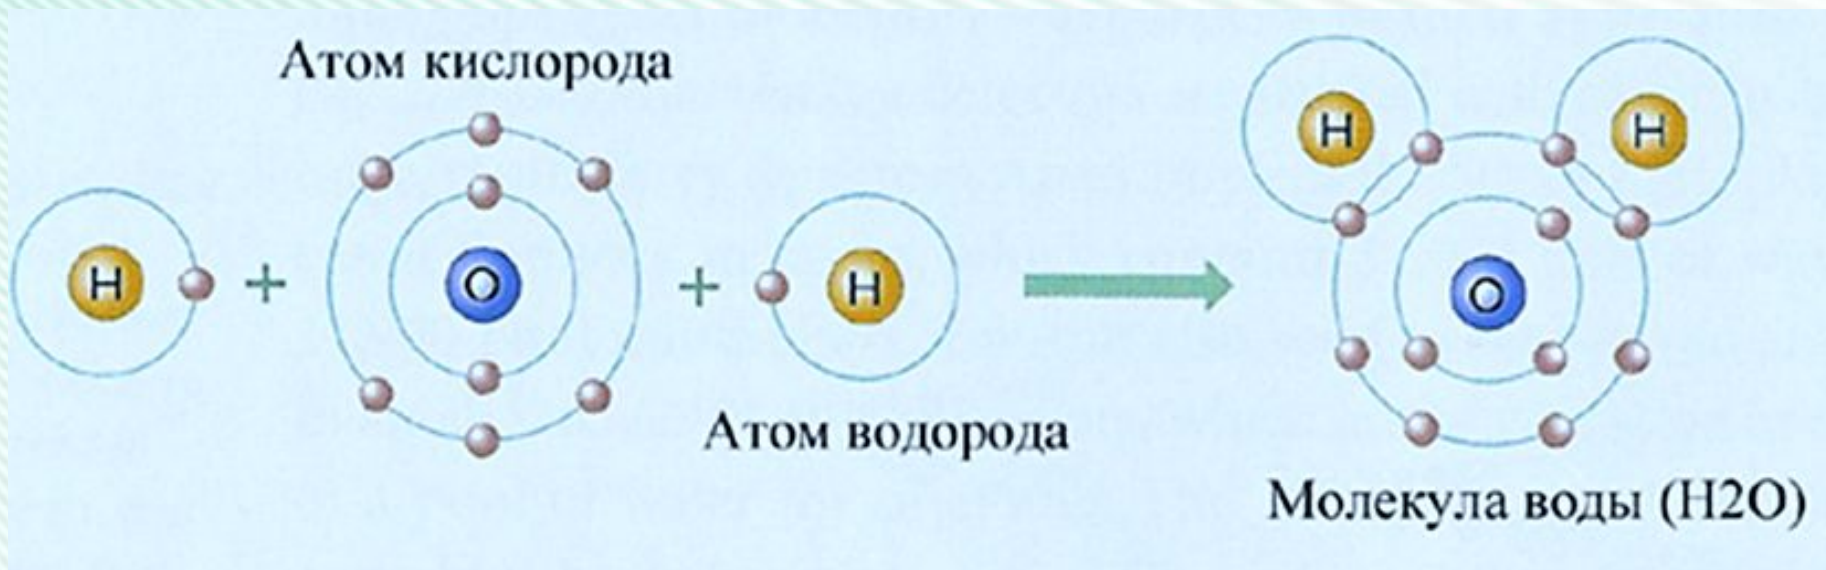 Атом кислорода
H
+
O
+
H
Атом водорода
H
H
O
Молекула воды (H2O)